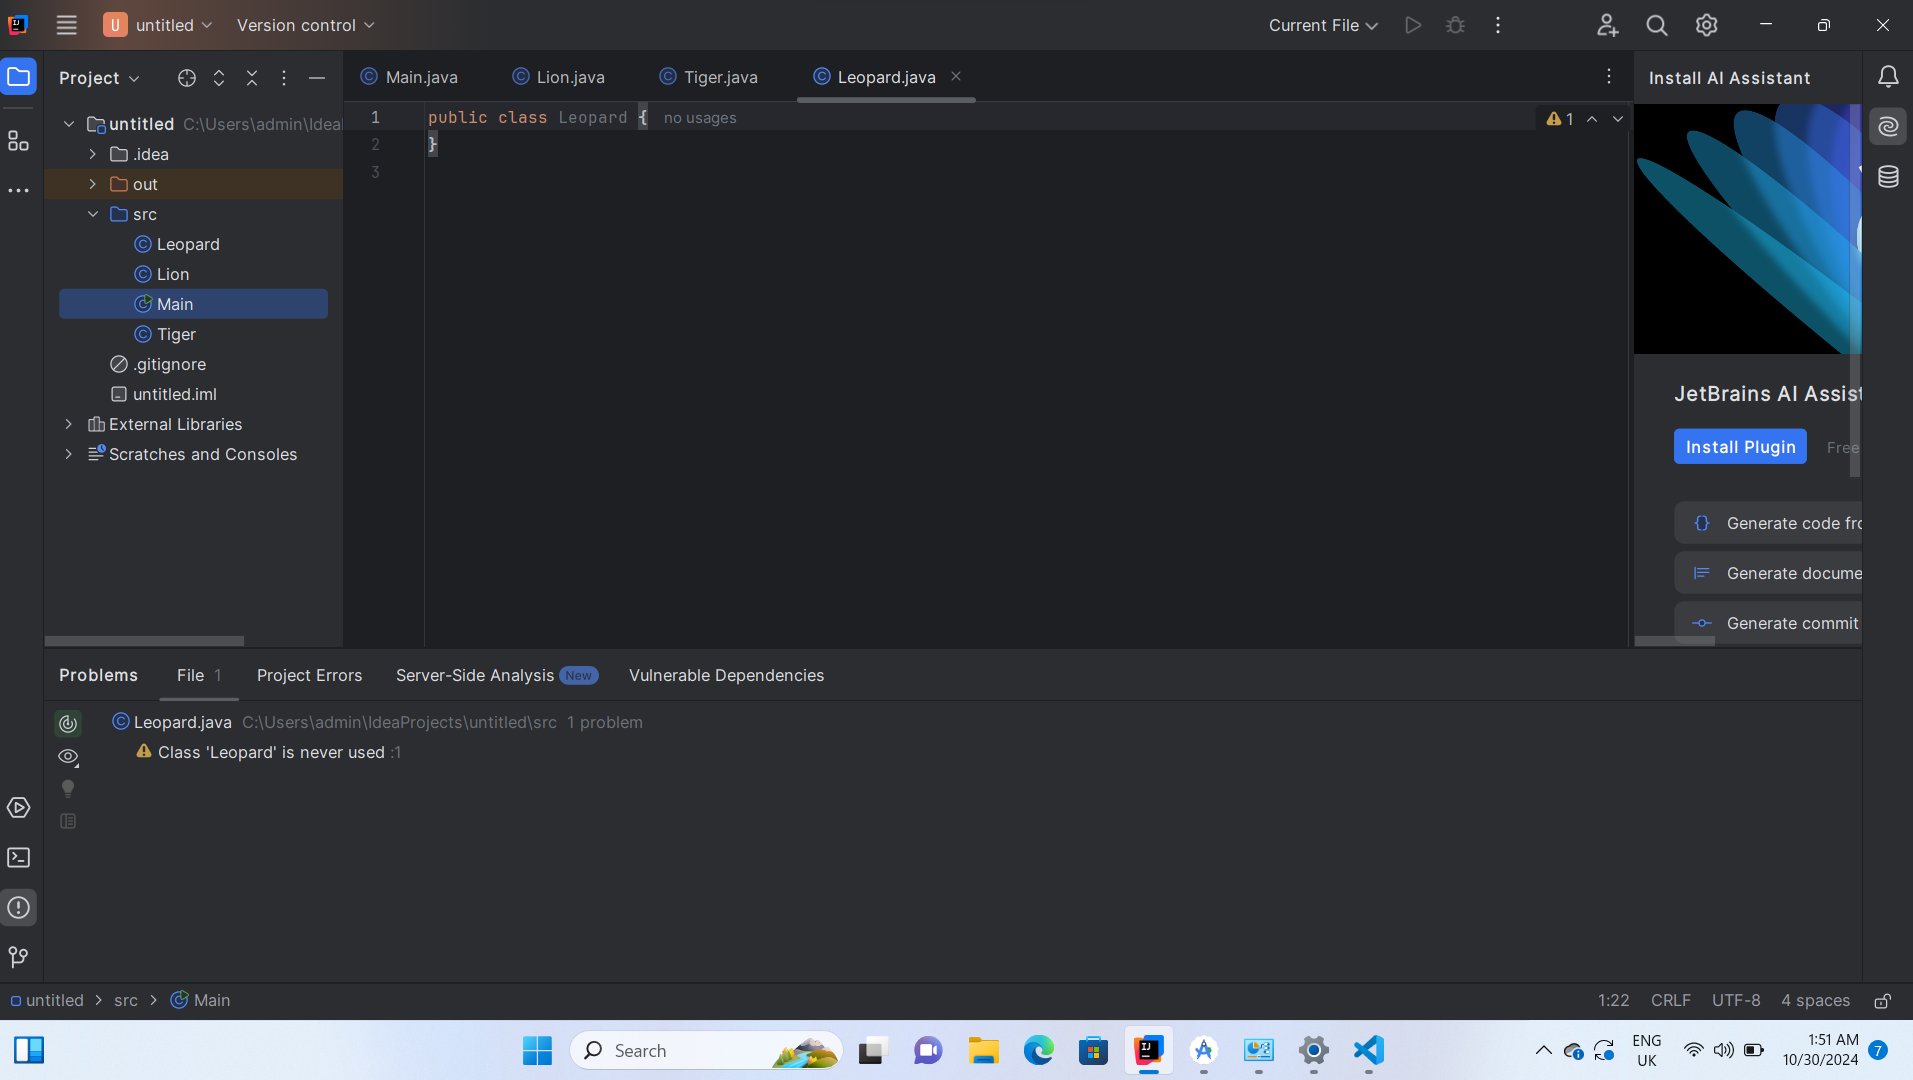 U untitled Version control Current File
Project Main.java Lion.java Tiger.java Leopard.java Install AI Assistant
untitled C:\Users\admin\Idea
.idea
out
src
Leopard
Lion
Main
Tiger
.gitignore
untitled.iml
External Libraries
Scratches and Consoles
1 public class Leopard { no usages 1
2 }
3
JetBrains AI Assist
Install Plugin Free
Generate code fro
Generate docume
Generate commit
Problems File 1 Project Errors Server-Side Analysis New Vulnerable Dependencies
Leopard.java C:\Users\admin\IdeaProjects\untitled\src 1 problem
Class 'Leopard' is never used :1
untitled > src > Main 1:22 CRLF UTF-8 4 spaces
Search
ENG
UK
1:51 AM
10/30/2024
7